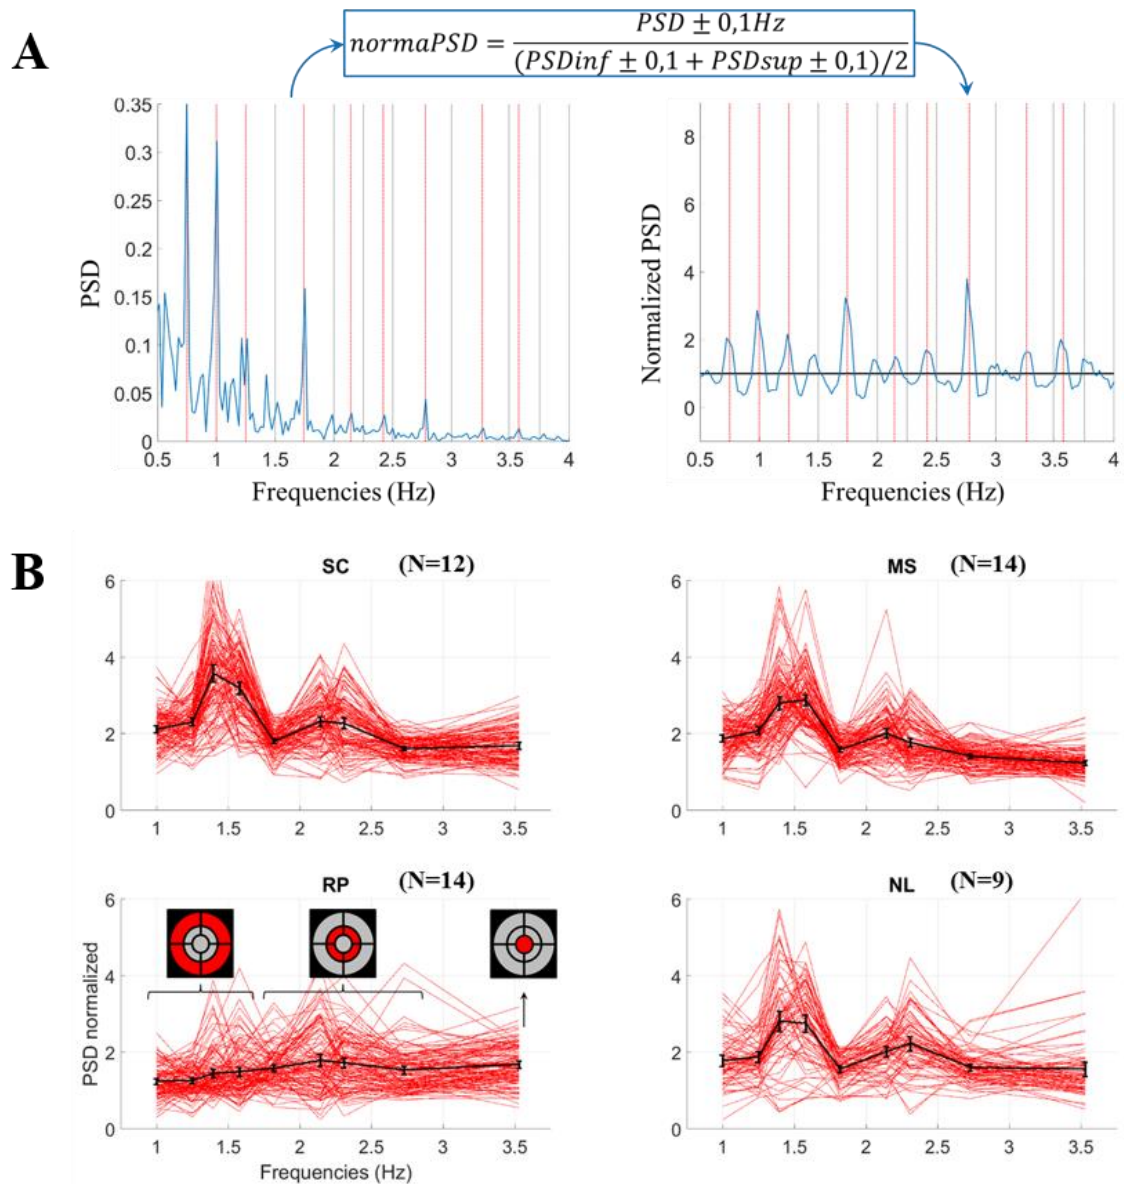 A
normaPSD = PSD ± 0,1Hz / (PSDinf ± 0,1 + PSDsup ± 0,1)/2
PSD
0.35
0.3
0.25
0.2
0.15
0.1
0.05
0
0.5 1 1.5 2 2.5 3 3.5 4
Frequencies (Hz)
Normalized PSD
8
6
4
2
0
0.5 1 1.5 2 2.5 3 3.5 4
Frequencies (Hz)
B
SC (N=12)
6
4
2
0
1 1.5 2 2.5 3 3.5
MS (N=14)
6
4
2
0
1 1.5 2 2.5 3 3.5
RP (N=14)
PSD normalized
6
4
2
0
1 1.5 2 2.5 3 3.5
Frequencies (Hz)
NL (N=9)
6
4
2
0
1 1.5 2 2.5 3 3.5